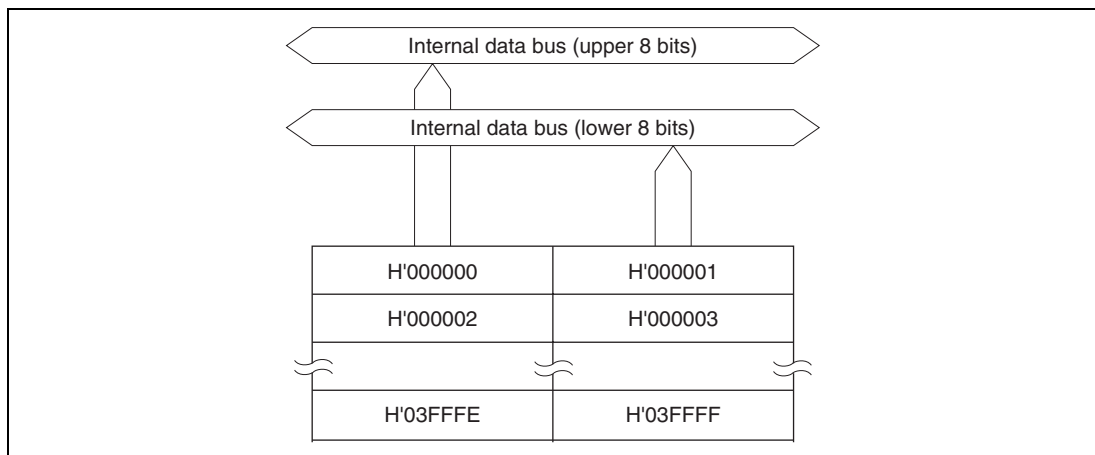 Internal data bus (upper 8 bits)
Internal data bus (lower 8 bits)
H'000000 H'000001
H'000002 H'000003
H'03FFFE H'03FFFF